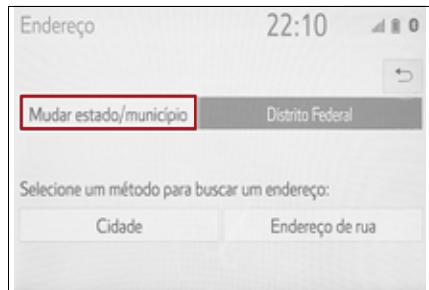 Endereço 22:10 0
Mudar estado/município Distrito Federal
Selecione um método para buscar um endereço:
Cidade Endereço de rua